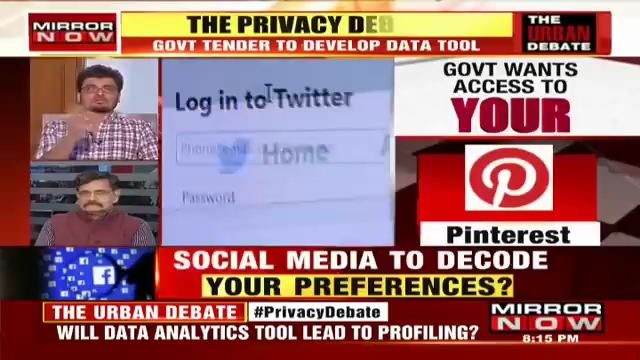 MIRROR
NOW
THE PRIVACY DEB
GOVT TENDER TO DEVELOP DATA TOOL
THE
URBAN
DEBATE
Log in to Twitter
Home
Password
GOVT WANTS
ACCESS TO
YOUR
Pinterest
SOCIAL MEDIA TO DECODE
YOUR PREFERENCES?
THE URBAN DEBATE #PrivacyDebate
WILL DATA ANALYTICS TOOL LEAD TO PROFILING?
MIRROR
NOW
8:15 PM